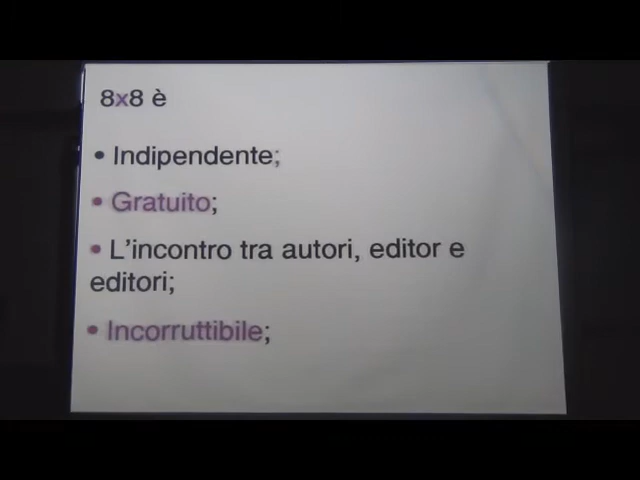 8x8 è
• Indipendente;
• Gratuito;
• L'incontro tra autori, editor e
editori;
• Incorruttibile;